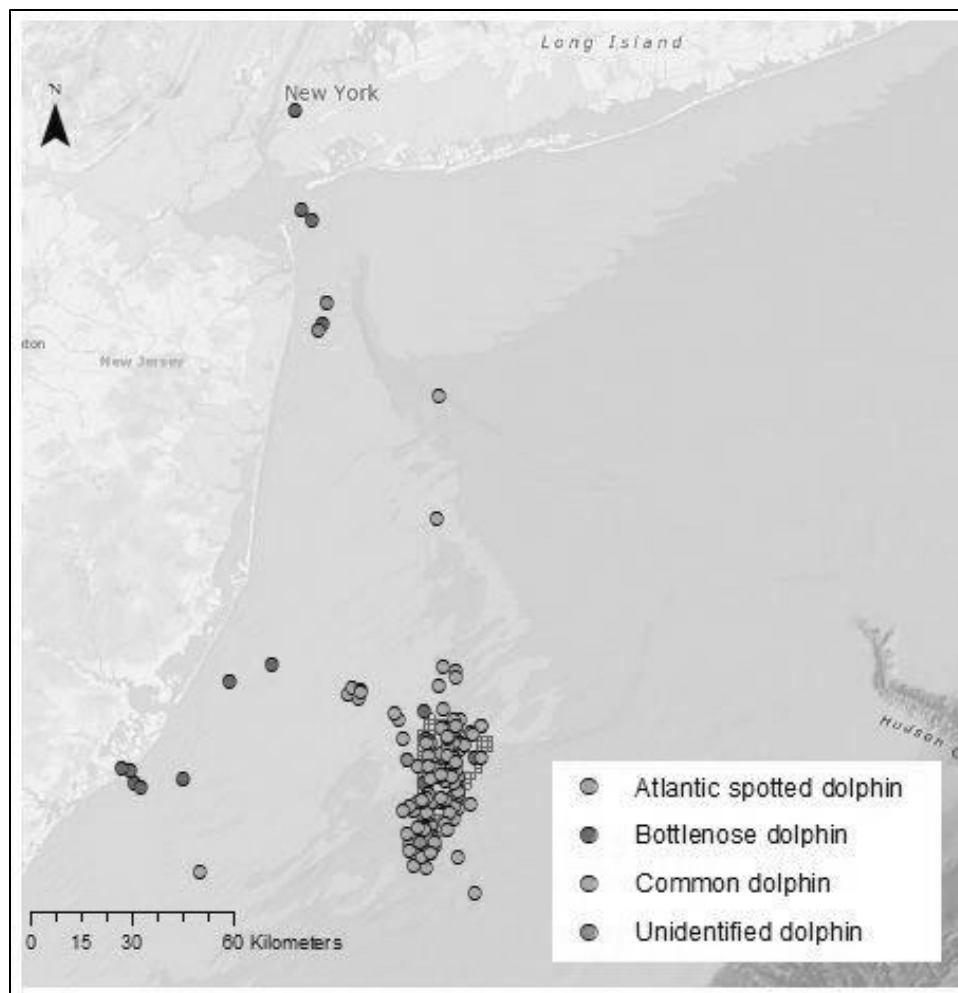 Long Island
N
New York
ton
New Jersey
Hudson C
Atlantic spotted dolphin
Bottlenose dolphin
Common dolphin
Unidentified dolphin
0 15 30 60 Kilometers